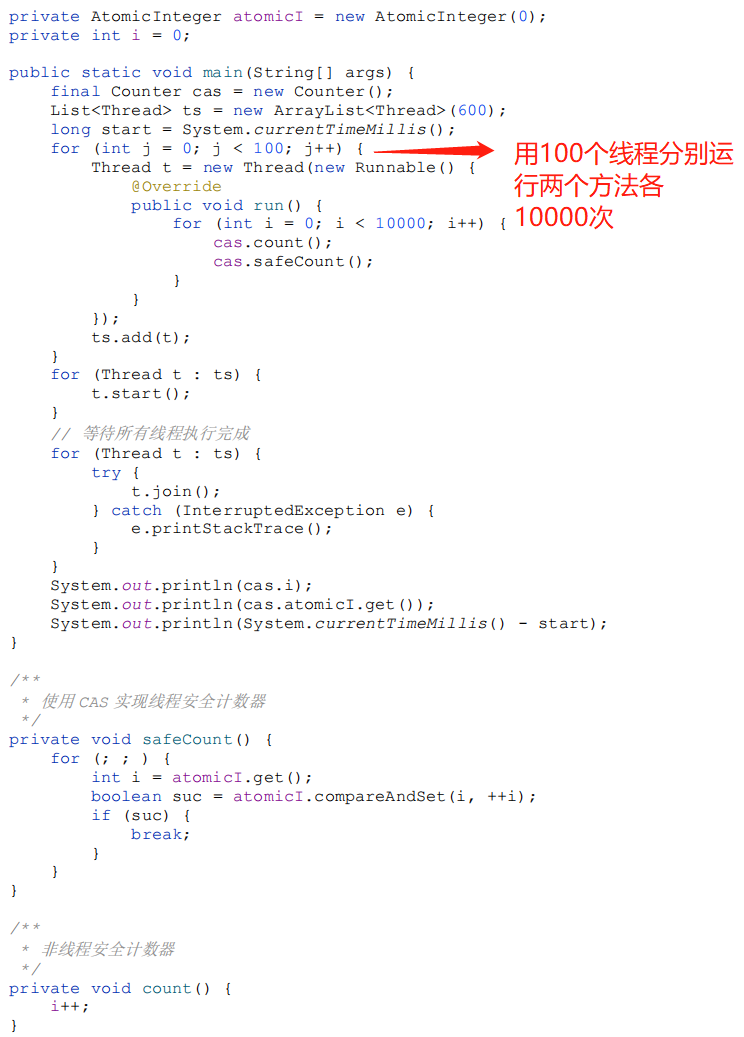 private AtomicInteger atomicI = new AtomicInteger(0);
private int i = 0;
public static void main(String[] args) {
final Counter cas = new Counter();
List<Thread> ts = new ArrayList<Thread>(600);
long start = System.currentTimeMillis();
for (int j = 0; j < 100; j++) {
Thread t = new Thread(new Runnable() {
@Override
public void run() {
for (int i = 0; i < 10000; i++) {
cas.count();
cas.safeCount();
}
}
});
ts.add(t);
}
for (Thread t : ts) {
t.start();
}
// 等待所有线程执行完成
for (Thread t : ts) {
try {
t.join();
} catch (InterruptedException e) {
e.printStackTrace();
}
}
System.out.println(cas.i);
System.out.println(cas.atomicI.get());
System.out.println(System.currentTimeMillis() - start);
}
/**
* 使用 CAS 实现线程安全计数器
*/
private void safeCount() {
for (; ; ) {
int i = atomicI.get();
boolean suc = atomicI.compareAndSet(i, ++i);
if (suc) {
break;
}
}
}
/**
* 非线程安全计数器
*/
private void count() {
i++;
}
用100个线程分别运
行两个方法各
10000次